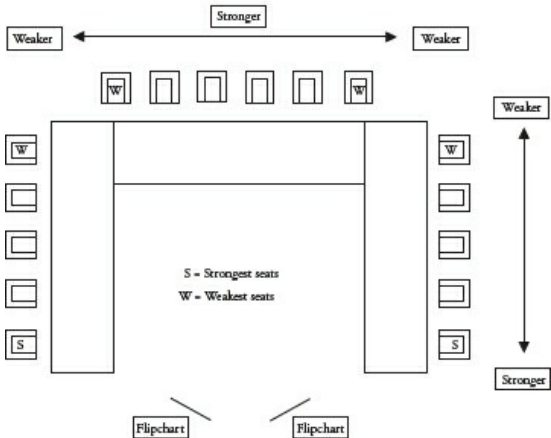 Stronger
Weaker
Weaker
W
W
Weaker
W
W
S = Strongest seats
W = Weakest seats
S
S
Stronger
Flipchart
Flipchart